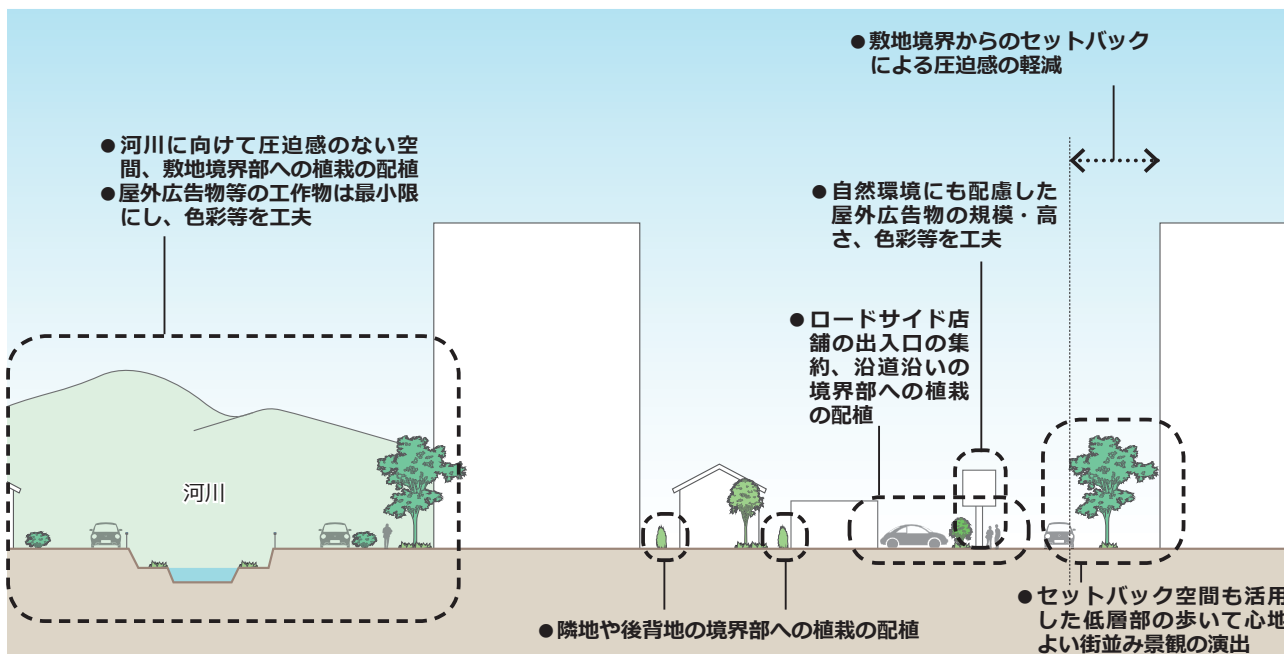 ●敷地境界からのセットバック
による圧迫感の軽減
●河川に向けて圧迫感のない空
間、敷地境界部への植栽の配植
●屋外広告物等の工作物は最小限
にし、色彩等を工夫
●自然環境にも配慮した
屋外広告物の規模・高
さ、色彩等を工夫
●ロードサイド店
舗の出入口の集
約、沿道沿いの
境界部への植栽
の配植
河川
●隣地や後背地の境界部への植栽の配植
●セットバック空間も活用
した低層部の歩いて心地
よい街並み景観の演出